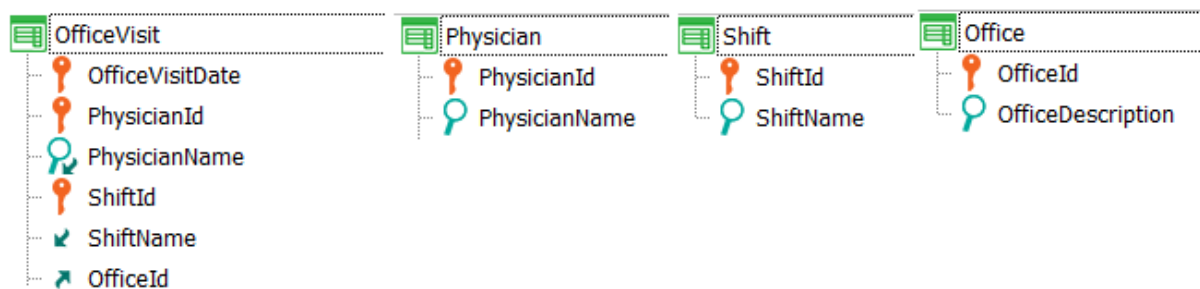 OfficeVisit
OfficeVisitDate
PhysicianId
PhysicianName
ShiftId
ShiftName
OfficeId
Physician
PhysicianId
PhysicianName
Shift
ShiftId
ShiftName
Office
OfficeId
OfficeDescription